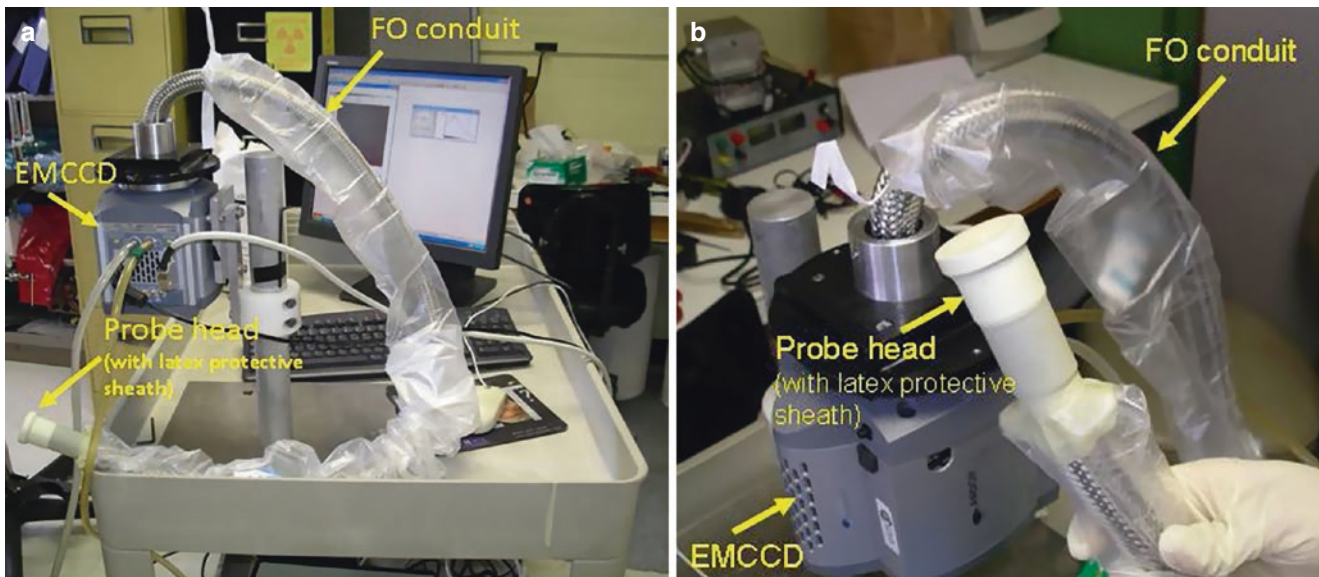 a
FO conduit
EMCCD
Probe head
(with latex protective
sheath)
b
FO conduit
Probe head
(with latex protective
sheath)
EMCCD